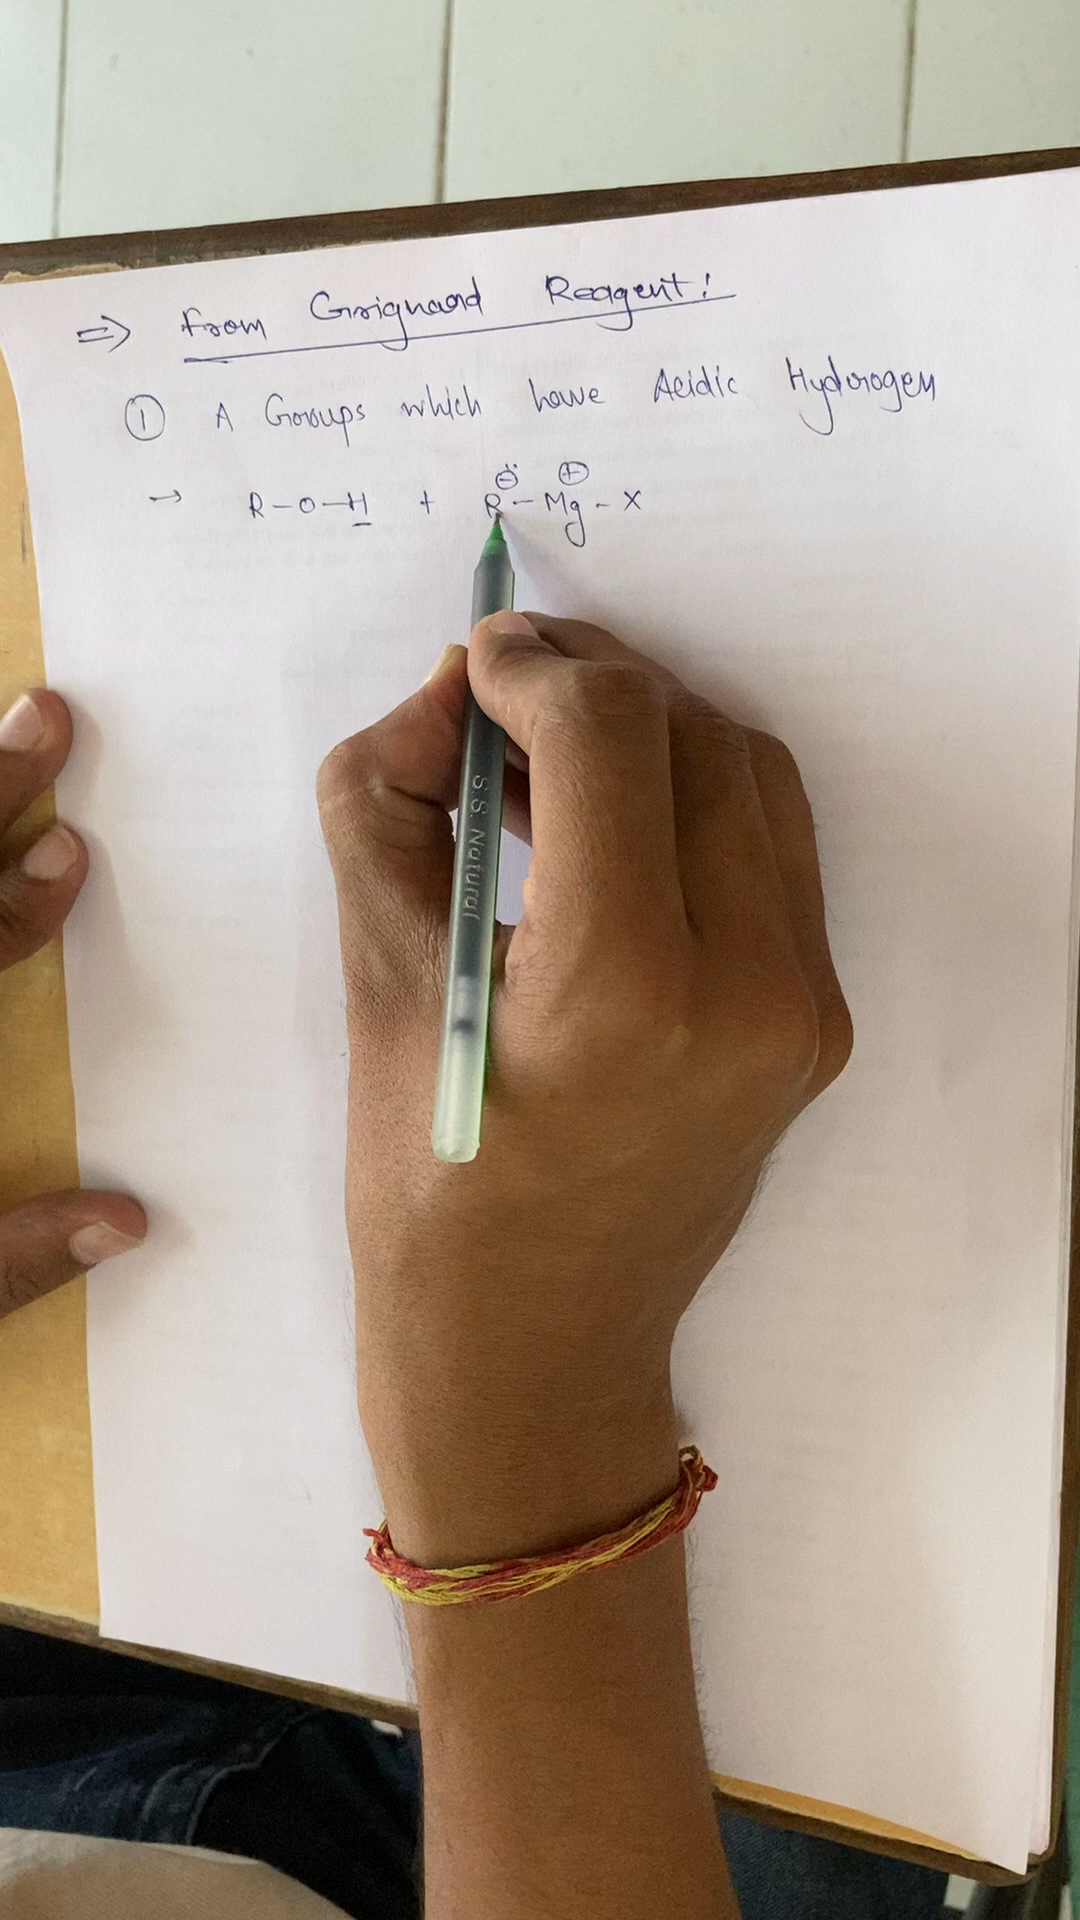 ⇒ From Grignard Reagent:
① A Groups which have Acidic Hydrogen
→ R-O-H + R-Mg-X
⊖̈ ⊕
S.S. Natural